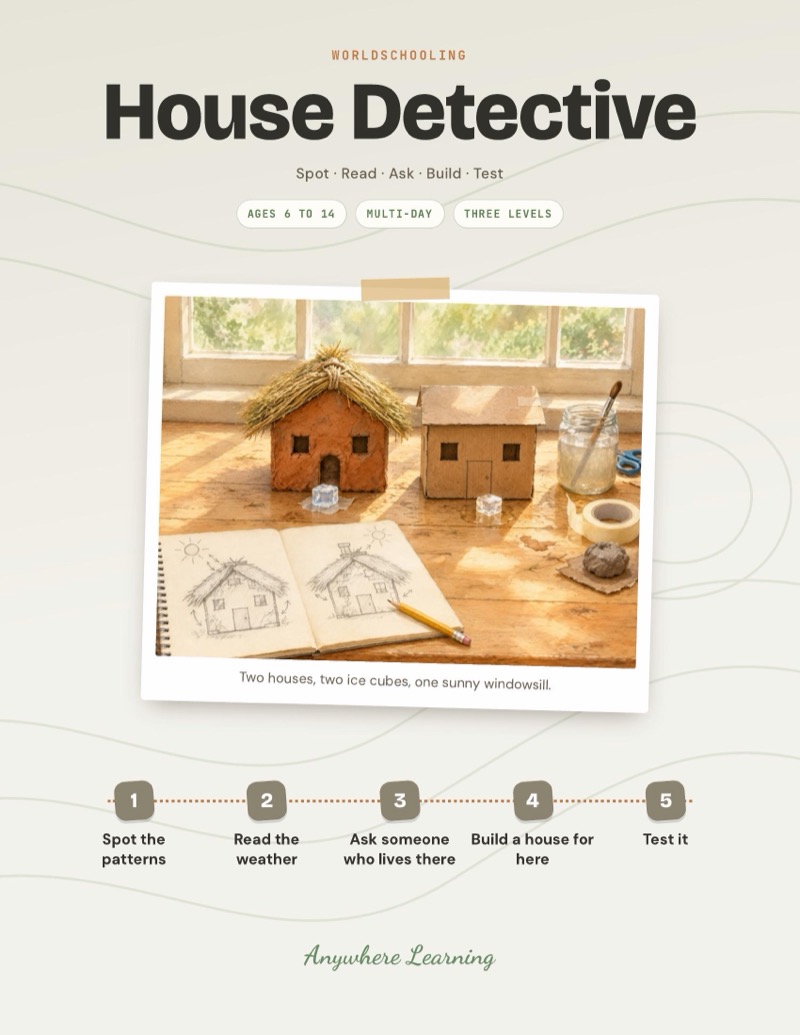 WORLDSCHOOLING
House Detective
Spot · Read · Ask · Build · Test
AGES 6 TO 14
MULTI-DAY
THREE LEVELS
Two houses, two ice cubes, one sunny windowsill.
1
Spot the
patterns
2
Read the
weather
3
Ask someone
who lives there
4
Build a house for
here
5
Test it
Anywhere Learning